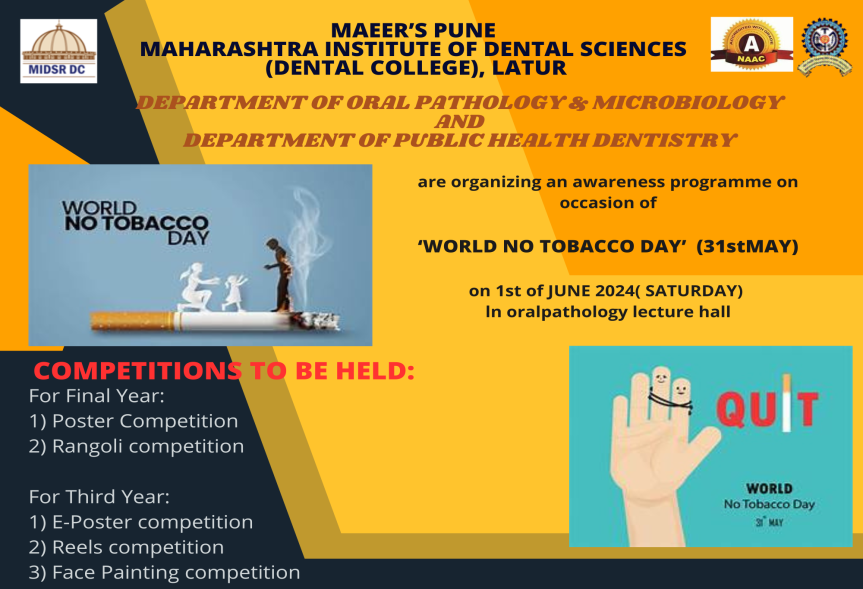 MAEER'S PUNE
MAHARASHTRA INSTITUTE OF DENTAL SCIENCES
(DENTAL COLLEGE), LATUR
MIDSR DC
A
NAAC
DEPARTMENT OF ORAL PATHOLOGY & MICROBIOLOGY
AND
DEPARTMENT OF PUBLIC HEALTH DENTISTRY
WORLD
NO TOBACCO
DAY
are organizing an awareness programme on
occasion of
‘WORLD NO TOBACCO DAY’ (31stMAY)
on 1st of JUNE 2024( SATURDAY)
In oralpathology lecture hall
COMPETITIONS TO BE HELD:
For Final Year:
1) Poster Competition
2) Rangoli competition
For Third Year:
1) E-Poster competition
2) Reels competition
3) Face Painting competition
QUIT
WORLD
No Tobacco Day
31st MAY